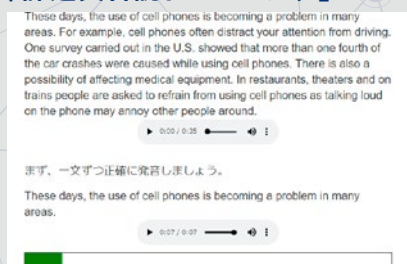 These days, the use of cell phones is becoming a problem in many
areas. For example, cell phones often distract your attention from driving.
One survey carried out in the U.S. showed that more than one fourth of
the car crashes were caused while using cell phones. There is also a
possibility of affecting medical equipment. In restaurants, theaters and on
trains people are asked to refrain from using cell phones as talking loud
on the phone may annoy other people around.
0:00 / 0:35
まず、一文ずつ正確に発音しましょう。
These days, the use of cell phones is becoming a problem in many
areas.
0:07 / 0:07